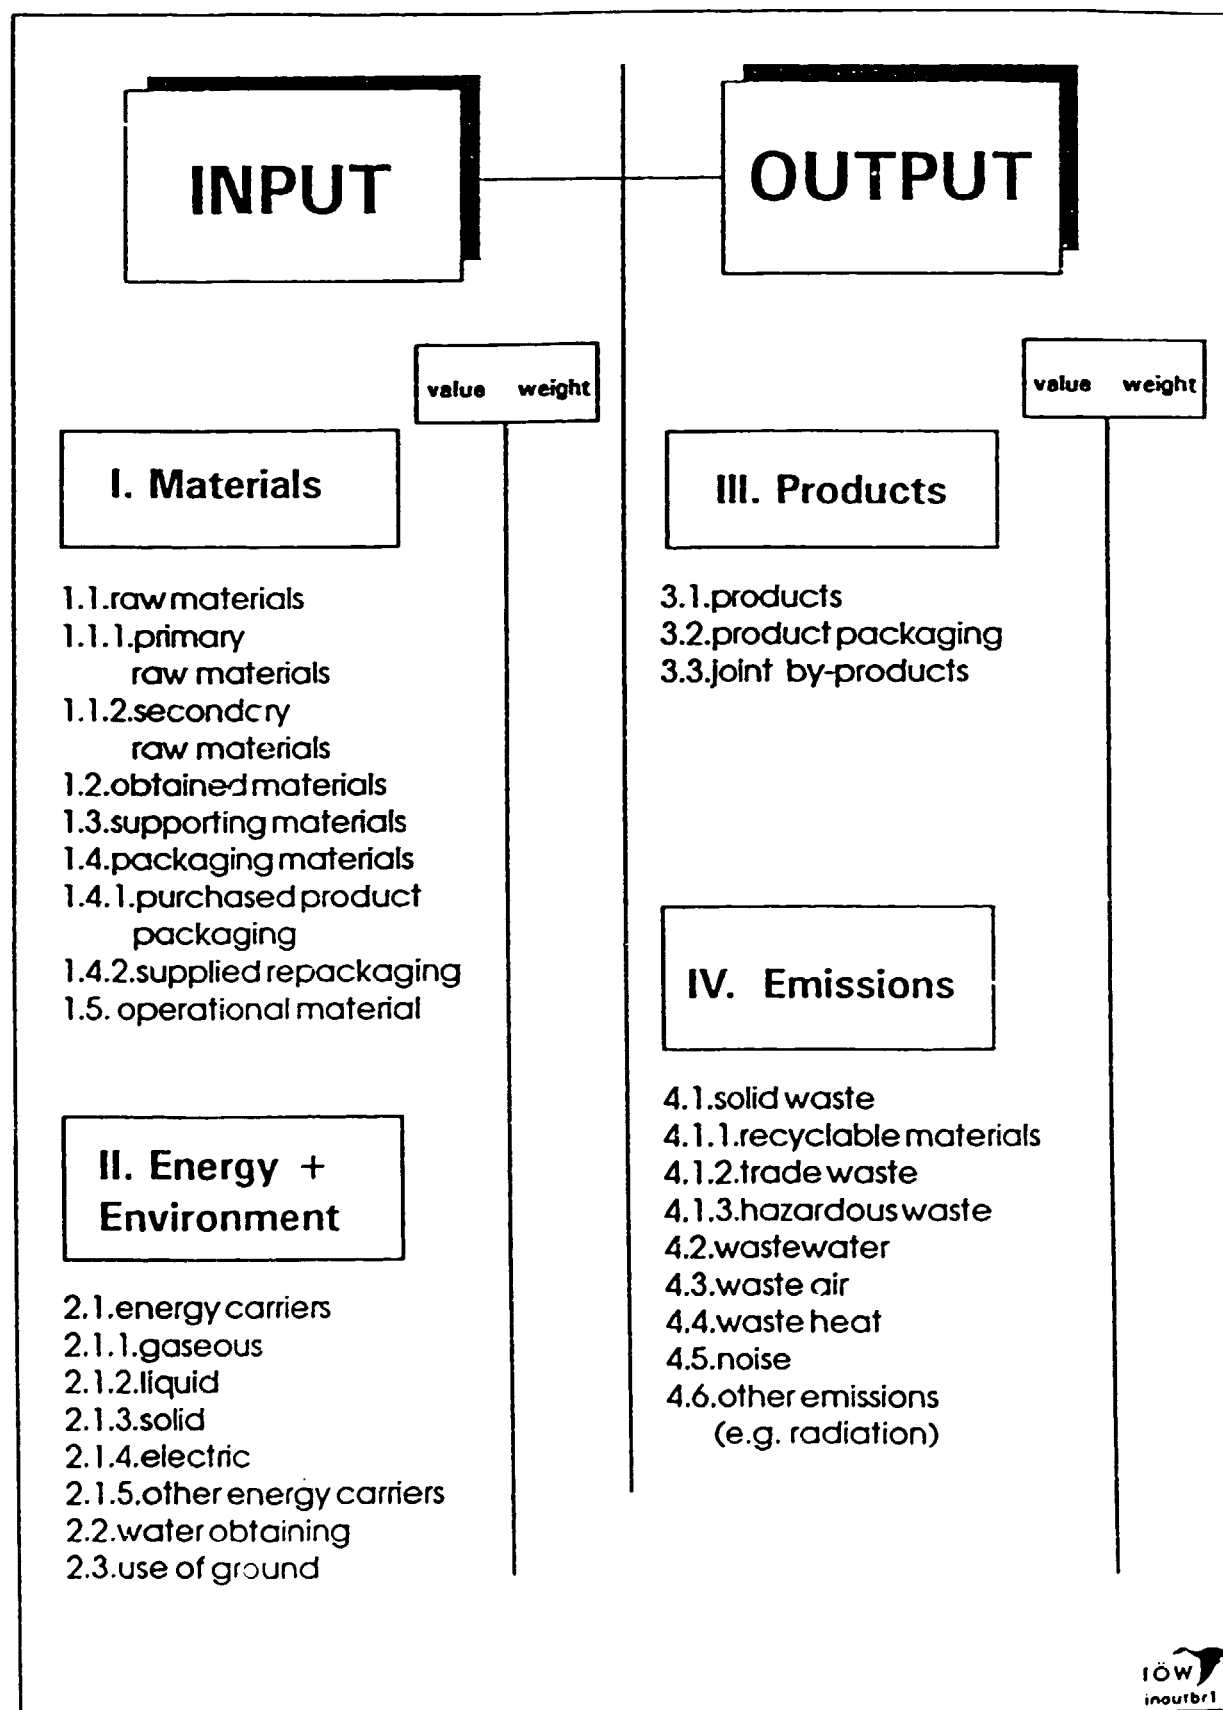 INPUT
OUTPUT
value weight
I. Materials
1.1.raw materials
1.1.1.primary
raw materials
1.1.2.secondary
raw materials
1.2.obtained materials
1.3.supporting materials
1.4.packaging materials
1.4.1.purchased product
packaging
1.4.2.supplied repackaging
1.5. operational material
II. Energy +
Environment
2.1.energy carriers
2.1.1.gaseous
2.1.2.liquid
2.1.3.solid
2.1.4.electric
2.1.5.other energy carriers
2.2.water obtaining
2.3.use of ground
value weight
III. Products
3.1.products
3.2.product packaging
3.3.joint by-products
IV. Emissions
4.1.solid waste
4.1.1.recyclable materials
4.1.2.trade waste
4.1.3.hazardous waste
4.2.wastewater
4.3.waste air
4.4.waste heat
4.5.noise
4.6.other emissions
(e.g. radiation)
IÖW
inoutbr1